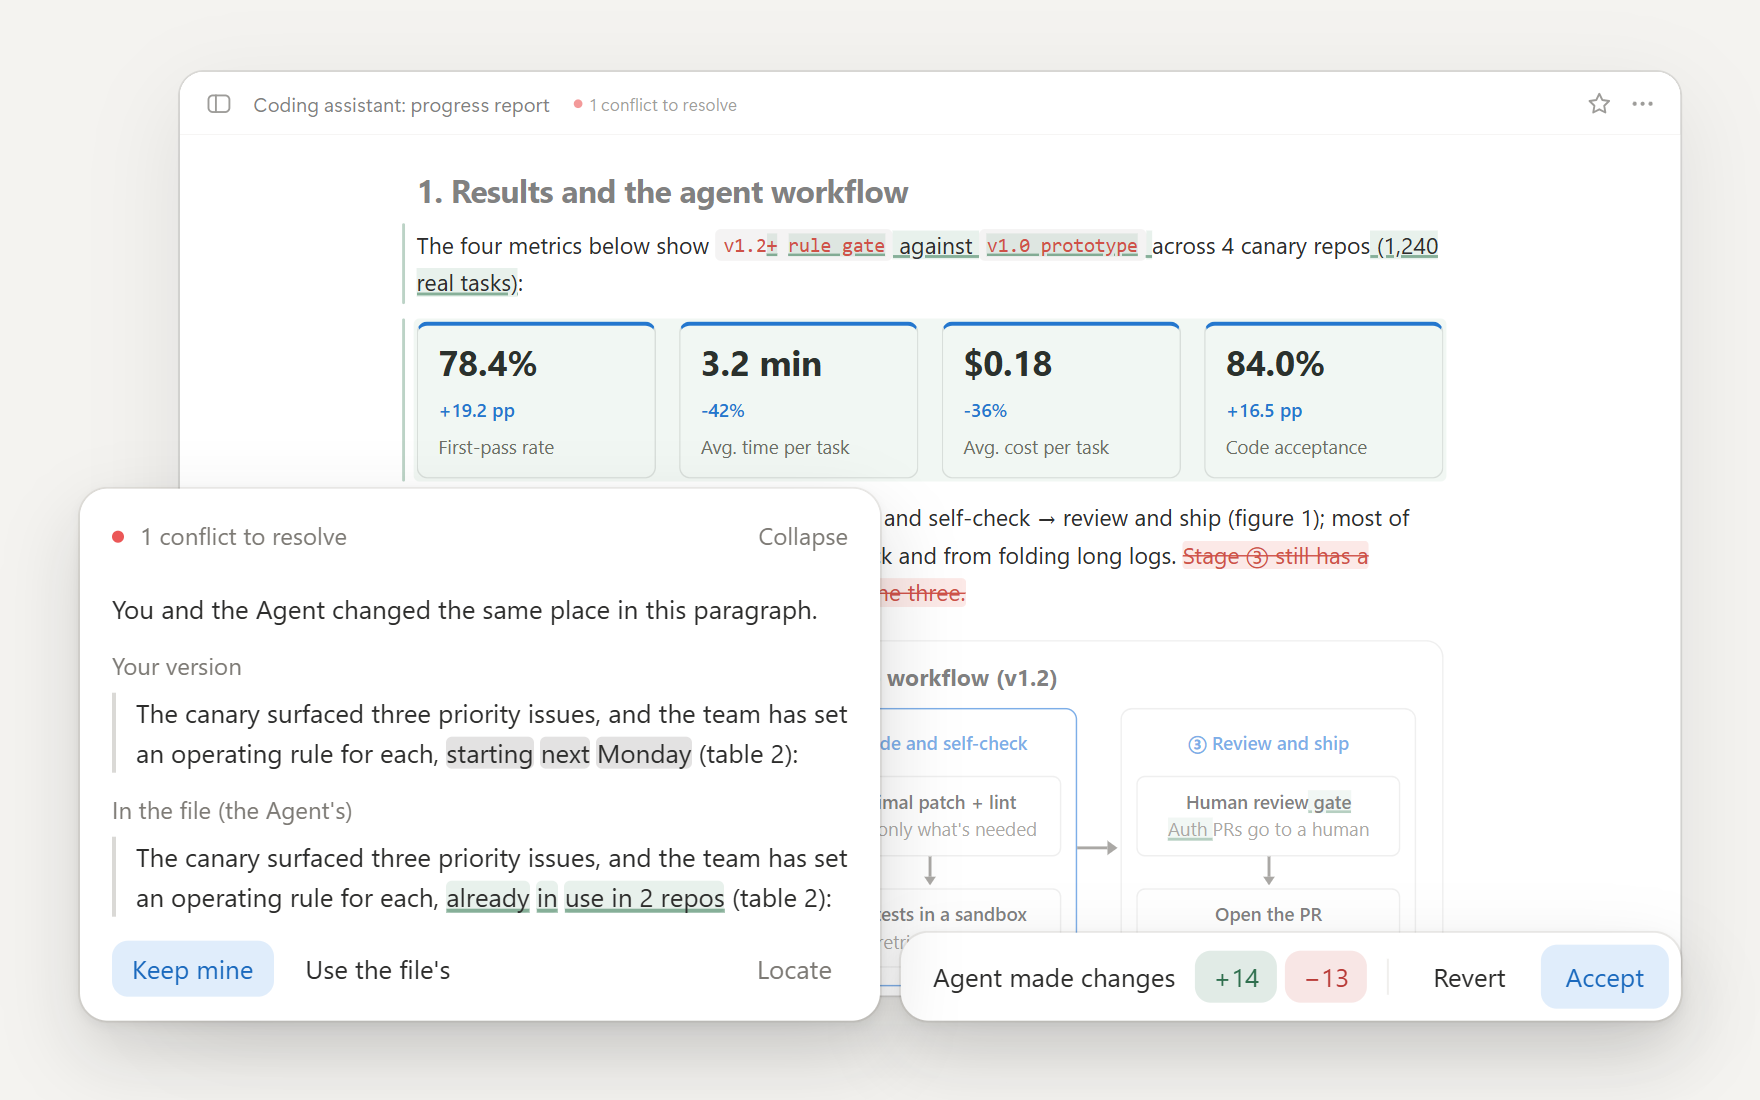 Coding assistant: progress report
1 conflict to resolve
1. Results and the agent workflow
The four metrics below show v1.2+ rule gate against v1.0 prototype across 4 canary repos (1,240
real tasks):
78.4%
+19.2 pp
First-pass rate
3.2 min
-42%
Avg. time per task
$0.18
-36%
Avg. cost per task
84.0%
+16.5 pp
Code acceptance
and self-check → review and ship (figure 1); most of
and from folding long logs. Stage ③ still has a
three.
workflow (v1.2)
and self-check
patch + lint
only what's needed
in a sandbox
③ Review and ship
Human review gate
Auth PRs go to a human
Open the PR
1 conflict to resolve
Collapse
You and the Agent changed the same place in this paragraph.
Your version
The canary surfaced three priority issues, and the team has set
an operating rule for each, starting next Monday (table 2):
In the file (the Agent's)
The canary surfaced three priority issues, and the team has set
an operating rule for each, already in use in 2 repos (table 2):
Keep mine
Use the file's
Locate
Agent made changes
+14
−13
Revert
Accept